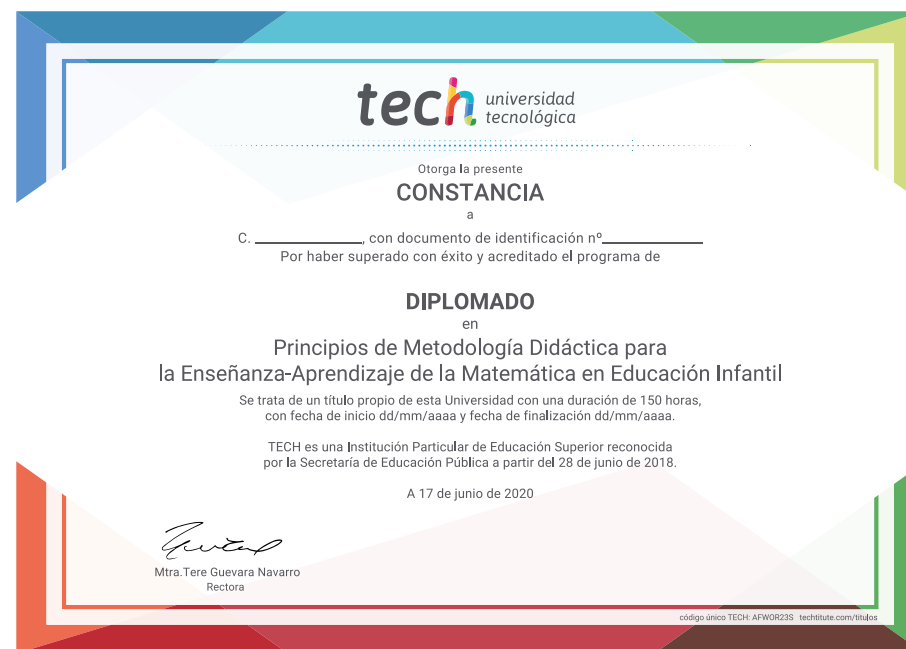 tech universidad
tecnológica
Otorga la presente
CONSTANCIA
a
C. ____________, con documento de identificación nº____________
Por haber superado con éxito y acreditado el programa de
DIPLOMADO
en
Principios de Metodología Didáctica para
la Enseñanza-Aprendizaje de la Matemática en Educación Infantil
Se trata de un título propio de esta Universidad con una duración de 150 horas,
con fecha de inicio dd/mm/aaaa y fecha de finalización dd/mm/aaaa.
TECH es una Institución Particular de Educación Superior reconocida
por la Secretaría de Educación Pública a partir del 28 de junio de 2018.
A 17 de junio de 2020
Mtra.Tere Guevara Navarro
Rectora
código único TECH: AFWOR23S techtitute.com/titulos